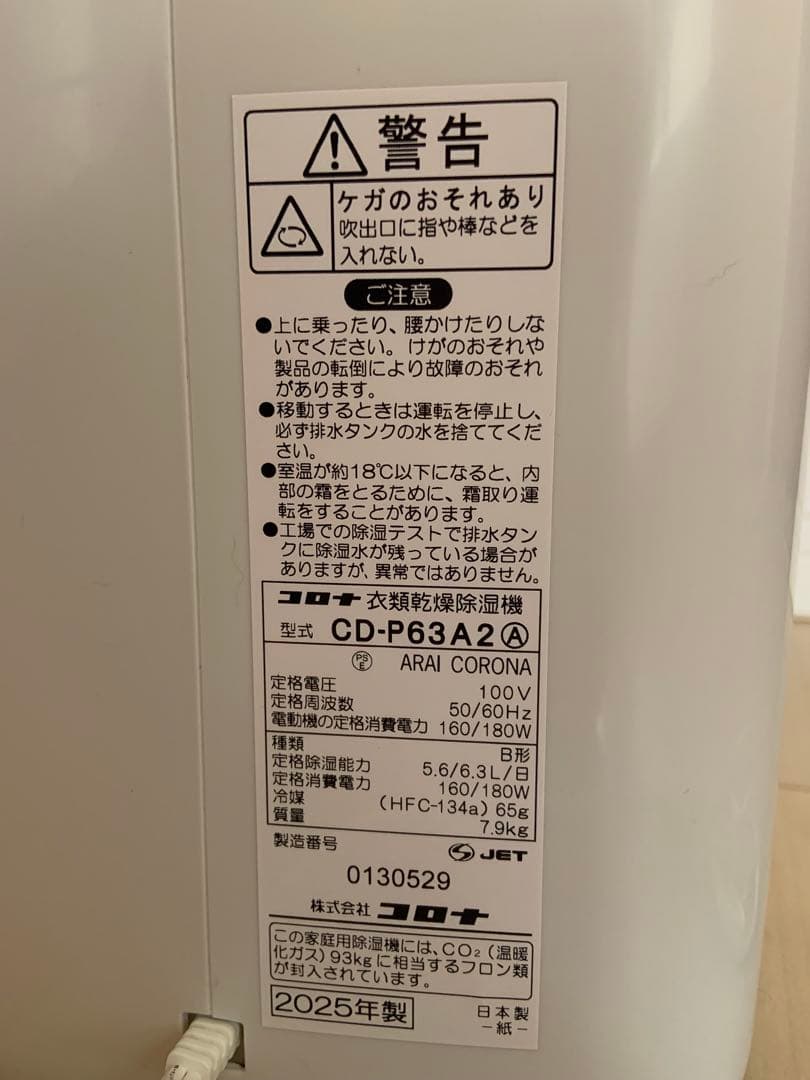 警告
ケガのおそれあり
吹出口に指や棒などを
入れない。
ご注意
●上に乗ったり、腰かけたりしな
いでください。けがのおそれや
製品の転倒により故障のおそれ
があります。
●移動するときは運転を停止し、
必ず排水タンクの水を捨ててくだ
さい。
●室温が約18℃以下になると、内
部の霜をとるために、霜取り運
転をすることがあります。
●工場での除湿テストで排水タン
クに除湿水が残っている場合が
ありますが、異常ではありません。
コロナ 衣類乾燥除湿機
型式 CD-P63A2Ⓐ
PSE ARAI CORONA
定格電圧 100V
定格周波数 50/60Hz
電動機の定格消費電力 160/180W
種類 B形
定格除湿能力 5.6/6.3L/日
定格消費電力 160/180W
冷媒 (HFC-134a) 65g
質量 7.9kg
製造番号 JET
0130529
株式会社 コロナ
この家庭用除湿機には、CO₂(温暖
化ガス)93kgに相当するフロン類
が封入されています。
2025年製 日本製
-紙-